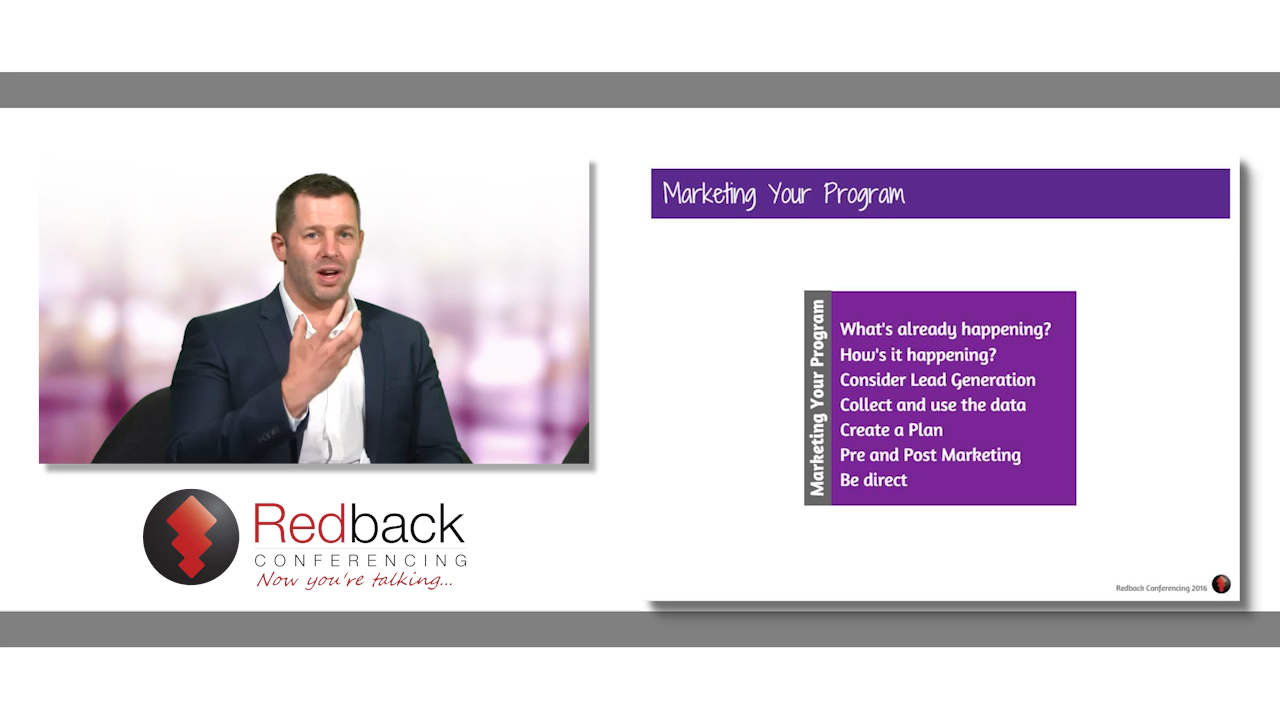 Redback
CONFERENCING
Now you're talking...
Marketing Your Program
Marketing Your Program
What's already happening?
How's it happening?
Consider Lead Generation
Collect and use the data
Create a Plan
Pre and Post Marketing
Be direct
Redback Conferencing 2016